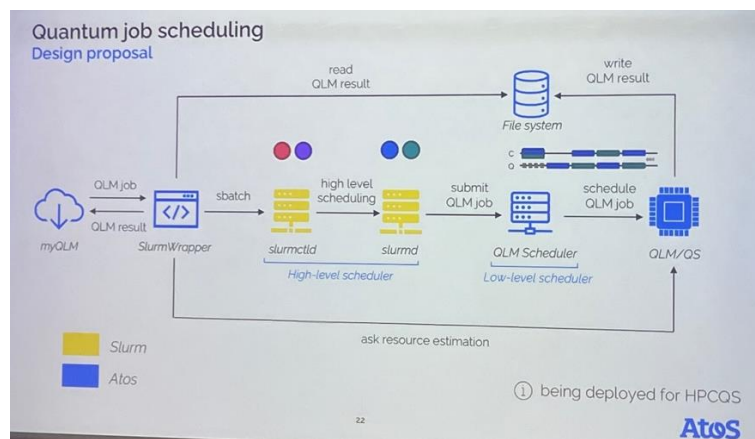 Quantum job scheduling
Design proposal
read
QLM result
write
QLM result
File system
C
Q
QLM job
QLM result
myQLM
SlurmWrapper
sbatch
slurmctld
high level
scheduling
slurmd
High-level scheduler
submit
QLM job
QLM Scheduler
Low-level scheduler
schedule
QLM job
QLM/QS
ask resource estimation
Slurm
Atos
i being deployed for HPCQS
22
Atos